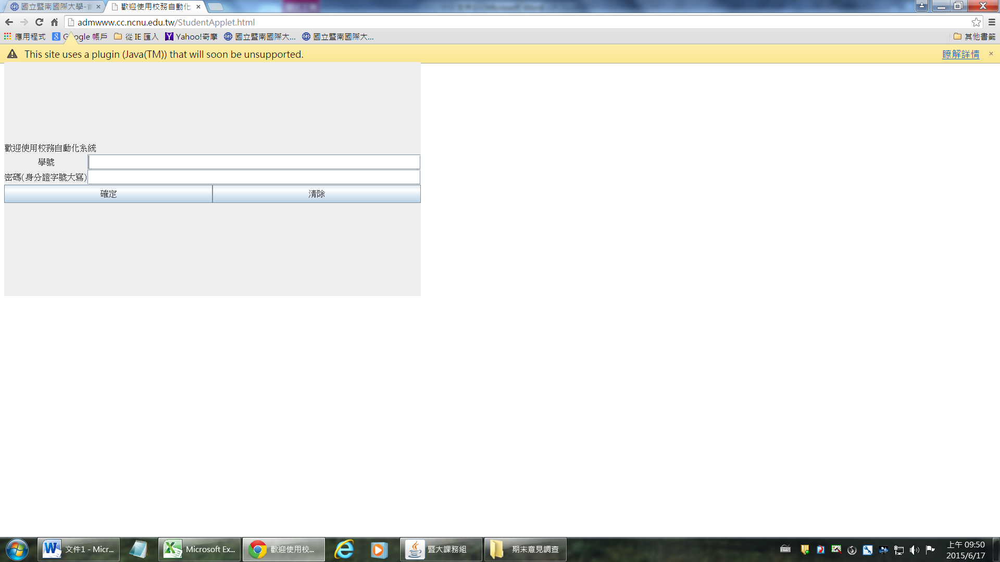 國立暨南國際大學-
歡迎使用校務自動化
admwww.cc.ncnu.edu.tw/StudentApplet.html
應用程式
Google 帳戶
從 IE 匯入
Yahoo!奇摩
國立暨南國際大...
國立暨南國際大...
其他書籤
This site uses a plugin (Java(TM)) that will soon be unsupported.
瞭解詳情
歡迎使用校務自動化系統
學號
密碼(身分證字號大寫)
確定
清除
文件1 - Micr...
Microsoft Ex...
歡迎使用校...
暨大課務組
期末意見調查
上午 09:50
2015/6/17